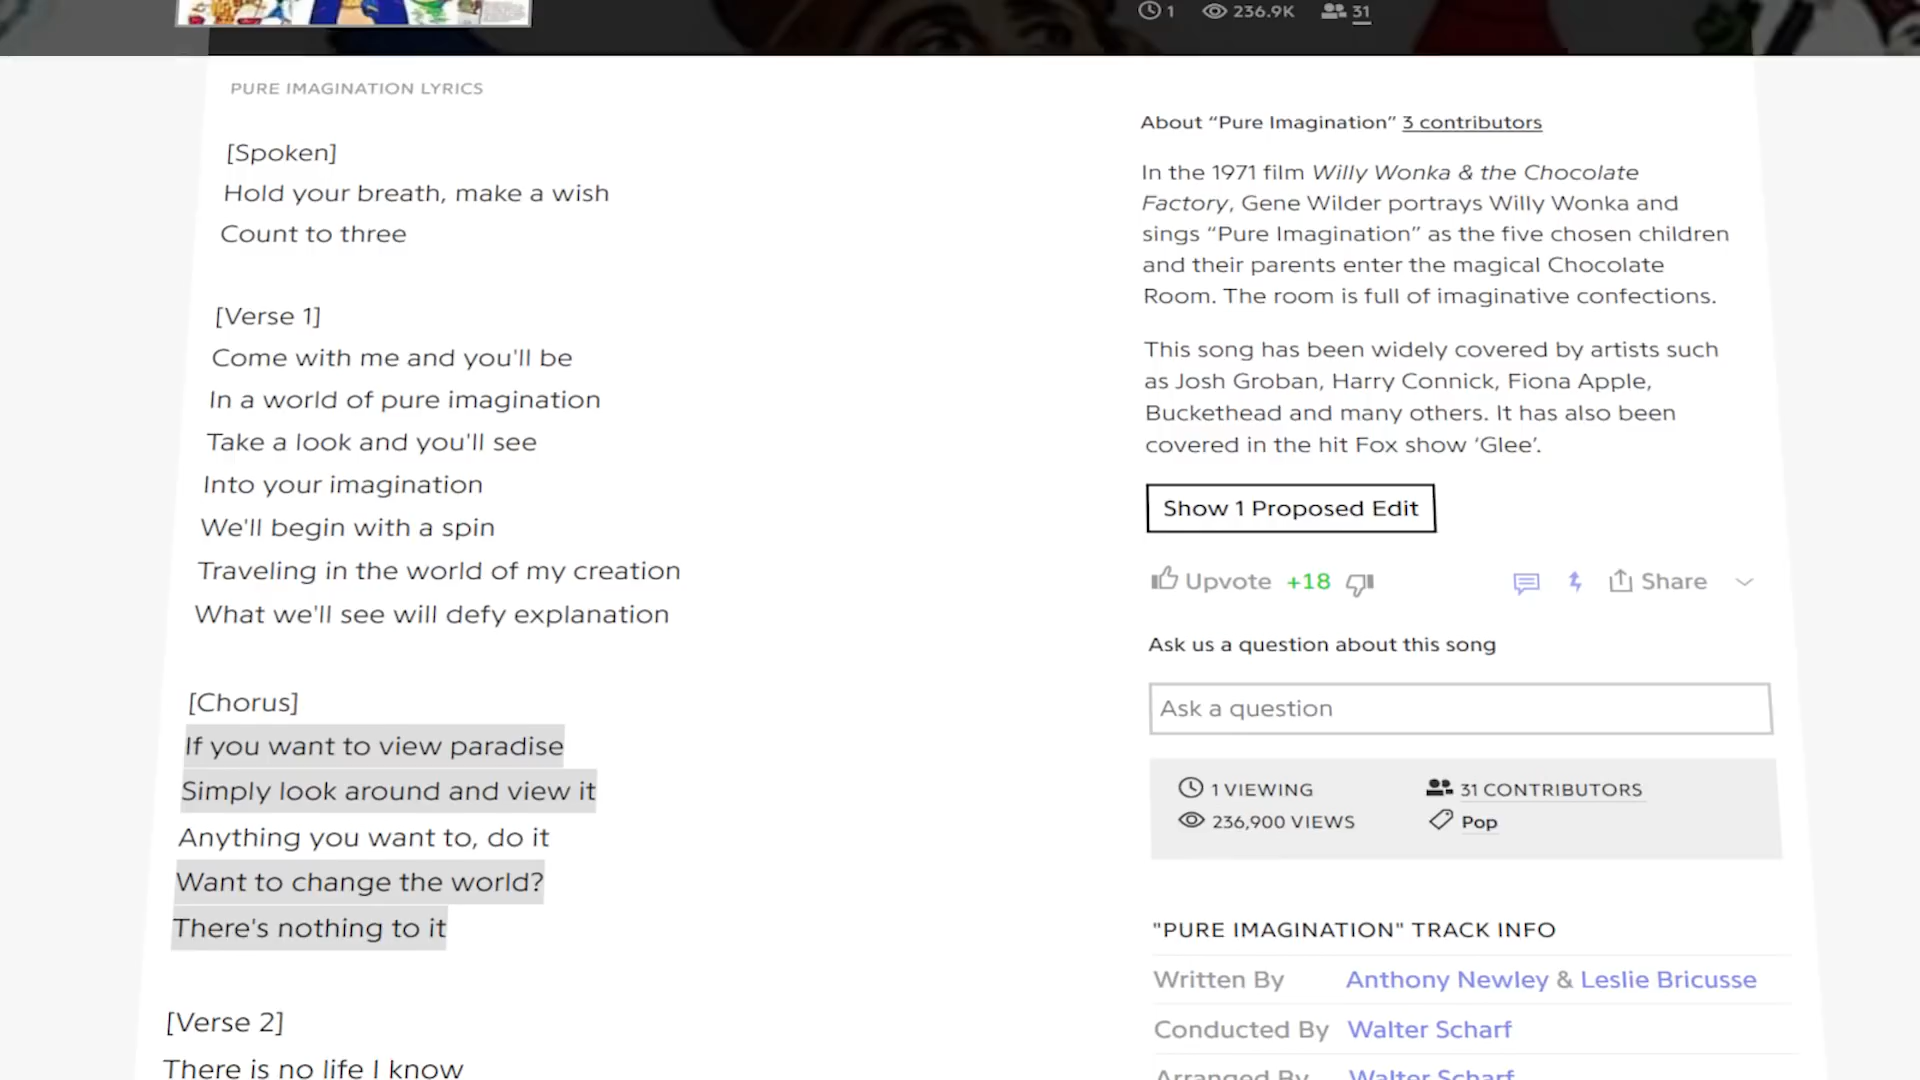 1 236.9K 31
PURE IMAGINATION LYRICS
[Spoken]
Hold your breath, make a wish
Count to three
[Verse 1]
Come with me and you'll be
In a world of pure imagination
Take a look and you'll see
Into your imagination
We'll begin with a spin
Traveling in the world of my creation
What we'll see will defy explanation
[Chorus]
If you want to view paradise
Simply look around and view it
Anything you want to, do it
Want to change the world?
There's nothing to it
[Verse 2]
There is no life I know
About “Pure Imagination” 3 contributors
In the 1971 film Willy Wonka & the Chocolate
Factory, Gene Wilder portrays Willy Wonka and
sings “Pure Imagination” as the five chosen children
and their parents enter the magical Chocolate
Room. The room is full of imaginative confections.
This song has been widely covered by artists such
as Josh Groban, Harry Connick, Fiona Apple,
Buckethead and many others. It has also been
covered in the hit Fox show ‘Glee’.
Show 1 Proposed Edit
Upvote +18 Share
Ask us a question about this song
Ask a question
1 VIEWING 31 CONTRIBUTORS
236,900 VIEWS Pop
"PURE IMAGINATION" TRACK INFO
Written By Anthony Newley & Leslie Bricusse
Conducted By Walter Scharf
Arranged By Walter Scharf